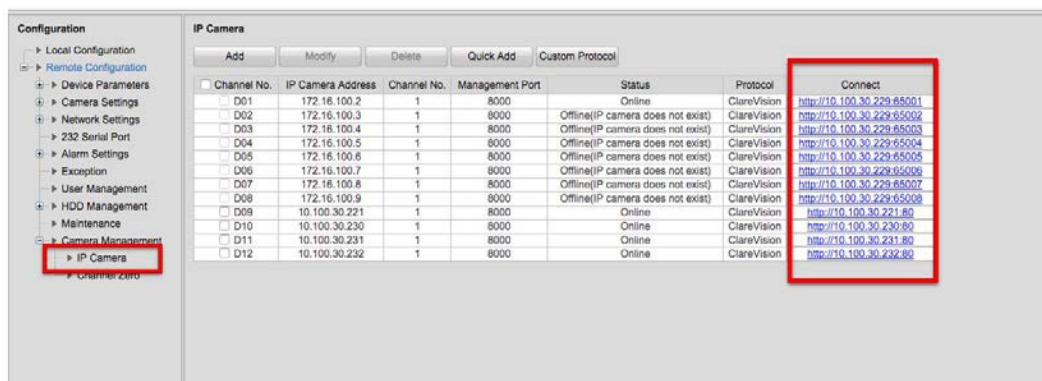 Configuration
Local Configuration
Remote Configuration
Device Parameters
Camera Settings
Network Settings
232 Serial Port
Alarm Settings
Exception
User Management
HDD Management
Maintenance
Camera Management
IP Camera
Channel Zero
IP Camera
Add Modify Delete Quick Add Custom Protocol
Channel No. IP Camera Address Channel No. Management Port Status Protocol Connect
D01 172.16.100.2 1 8000 Online ClareVision http://10.100.30.229:65001
D02 172.16.100.3 1 8000 Offline(IP camera does not exist) ClareVision http://10.100.30.229:65002
D03 172.16.100.4 1 8000 Offline(IP camera does not exist) ClareVision http://10.100.30.229:65003
D04 172.16.100.5 1 8000 Offline(IP camera does not exist) ClareVision http://10.100.30.229:65004
D05 172.16.100.6 1 8000 Offline(IP camera does not exist) ClareVision http://10.100.30.229:65005
D06 172.16.100.7 1 8000 Offline(IP camera does not exist) ClareVision http://10.100.30.229:65006
D07 172.16.100.8 1 8000 Offline(IP camera does not exist) ClareVision http://10.100.30.229:65007
D08 172.16.100.9 1 8000 Offline(IP camera does not exist) ClareVision http://10.100.30.229:65008
D09 10.100.30.221 1 8000 Online ClareVision http://10.100.30.221:80
D10 10.100.30.230 1 8000 Online ClareVision http://10.100.30.230:80
D11 10.100.30.231 1 8000 Online ClareVision http://10.100.30.231:80
D12 10.100.30.232 1 8000 Online ClareVision http://10.100.30.232:80